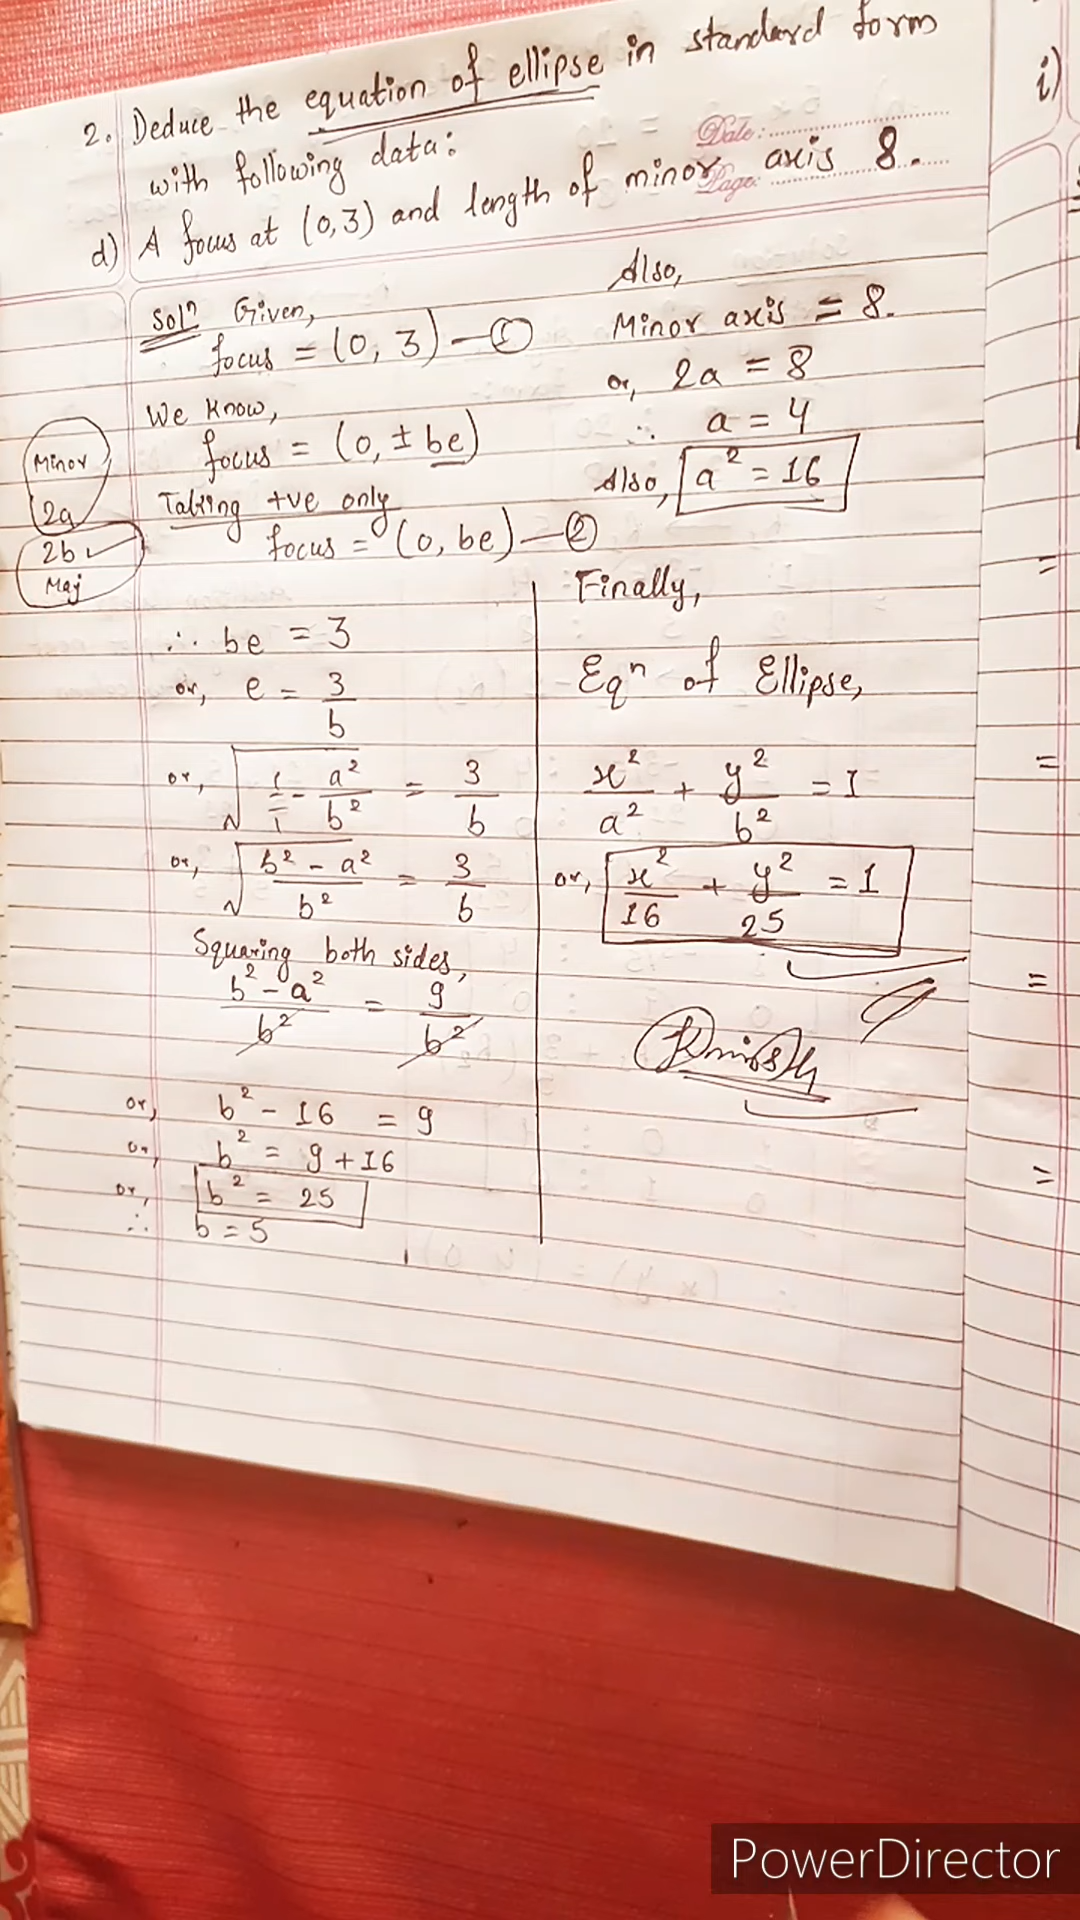 2. Deduce the equation of ellipse in standard form
with following data:
Date:
Page:
d) A focus at (0,3) and length of minor axis 8.
Solⁿ Given,
focus = (0, 3) — ①
We know,
focus = (0, ± be)
Taking +ve only
focus = (0, be) — ②
Minor
2a
2b ✓
Maj
∴ be = 3
or, e = 3/b
or, √(1/1 - a²/b²) = 3/b
or, √((b² - a²)/b²) = 3/b
Squaring both sides,
(b² - a²)/b² = 9/b²
or, b² - 16 = 9
or, b² = 9 + 16
or, b² = 25
∴ b = 5
Also,
Minor axis = 8.
or, 2a = 8
∴ a = 4
Also, a² = 16
Finally,
Eqⁿ of Ellipse,
x²/a² + y²/b² = 1
or, x²/16 + y²/25 = 1
i)
=
=
=
=
PowerDirector